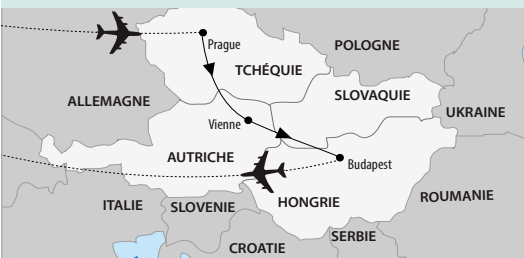 Prague
POLOGNE
TCHÉQUIE
SLOVAQUIE
ALLEMAGNE
UKRAINE
Vienne
AUTRICHE
Budapest
ROUMANIE
ITALIE
SLOVENIE
HONGRIE
SERBIE
CROATIE